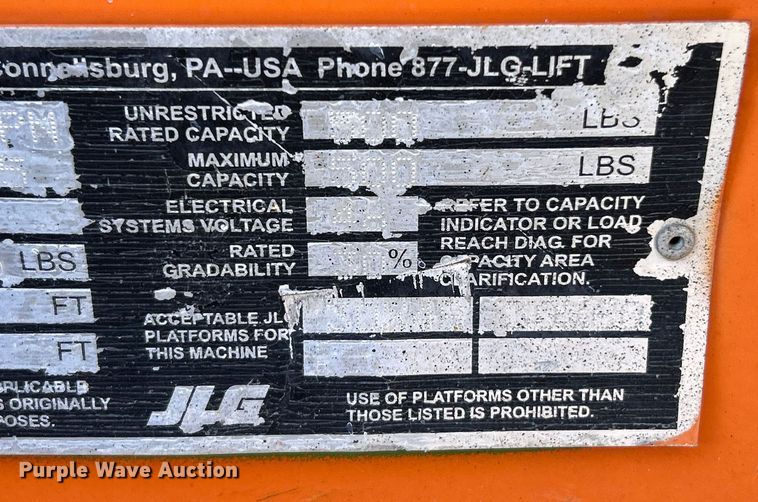 PA--USA Phone 877-JLG-LIFT
UNRESTRICTED
RATED CAPACITY
LBS
MAXIMUM
CAPACITY
500
LBS
ELECTRICAL
SYSTEMS VOLTAGE
REFER TO CAPACITY
INDICATOR OR LOAD
REACH DIAG. FOR
CAPACITY AREA
CLARIFICATION.
LBS
RATED
GRADABILITY
%
FT
FT
ACCEPTABLE JL
PLATFORMS FOR
THIS MACHINE
ORIGINALLY
JLG
USE OF PLATFORMS OTHER THAN
THOSE LISTED IS PROHIBITED.
Purple Wave Auction